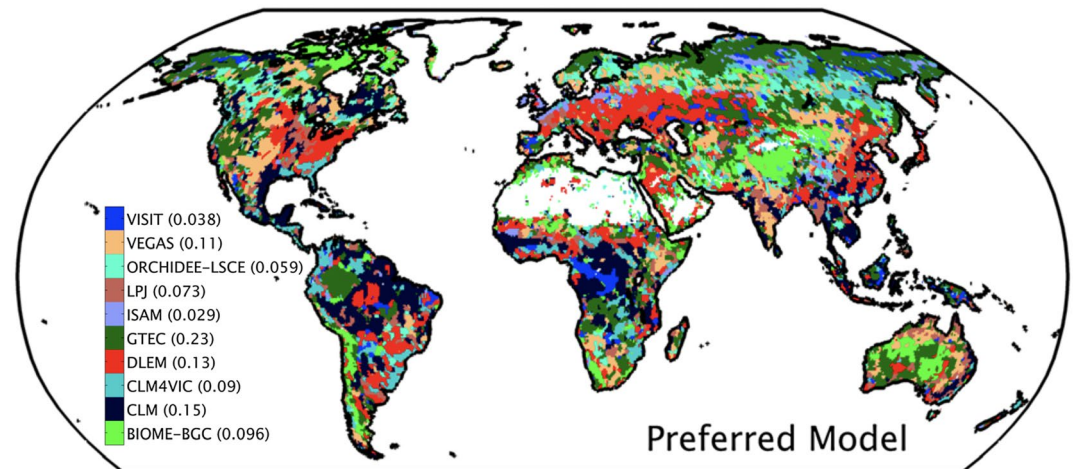 VISIT (0.038)
VEGAS (0.11)
ORCHIDEE-LSCE (0.059)
LPJ (0.073)
ISAM (0.029)
GTEC (0.23)
DLEM (0.13)
CLM4VIC (0.09)
CLM (0.15)
BIOME-BGC (0.096)
Preferred Model